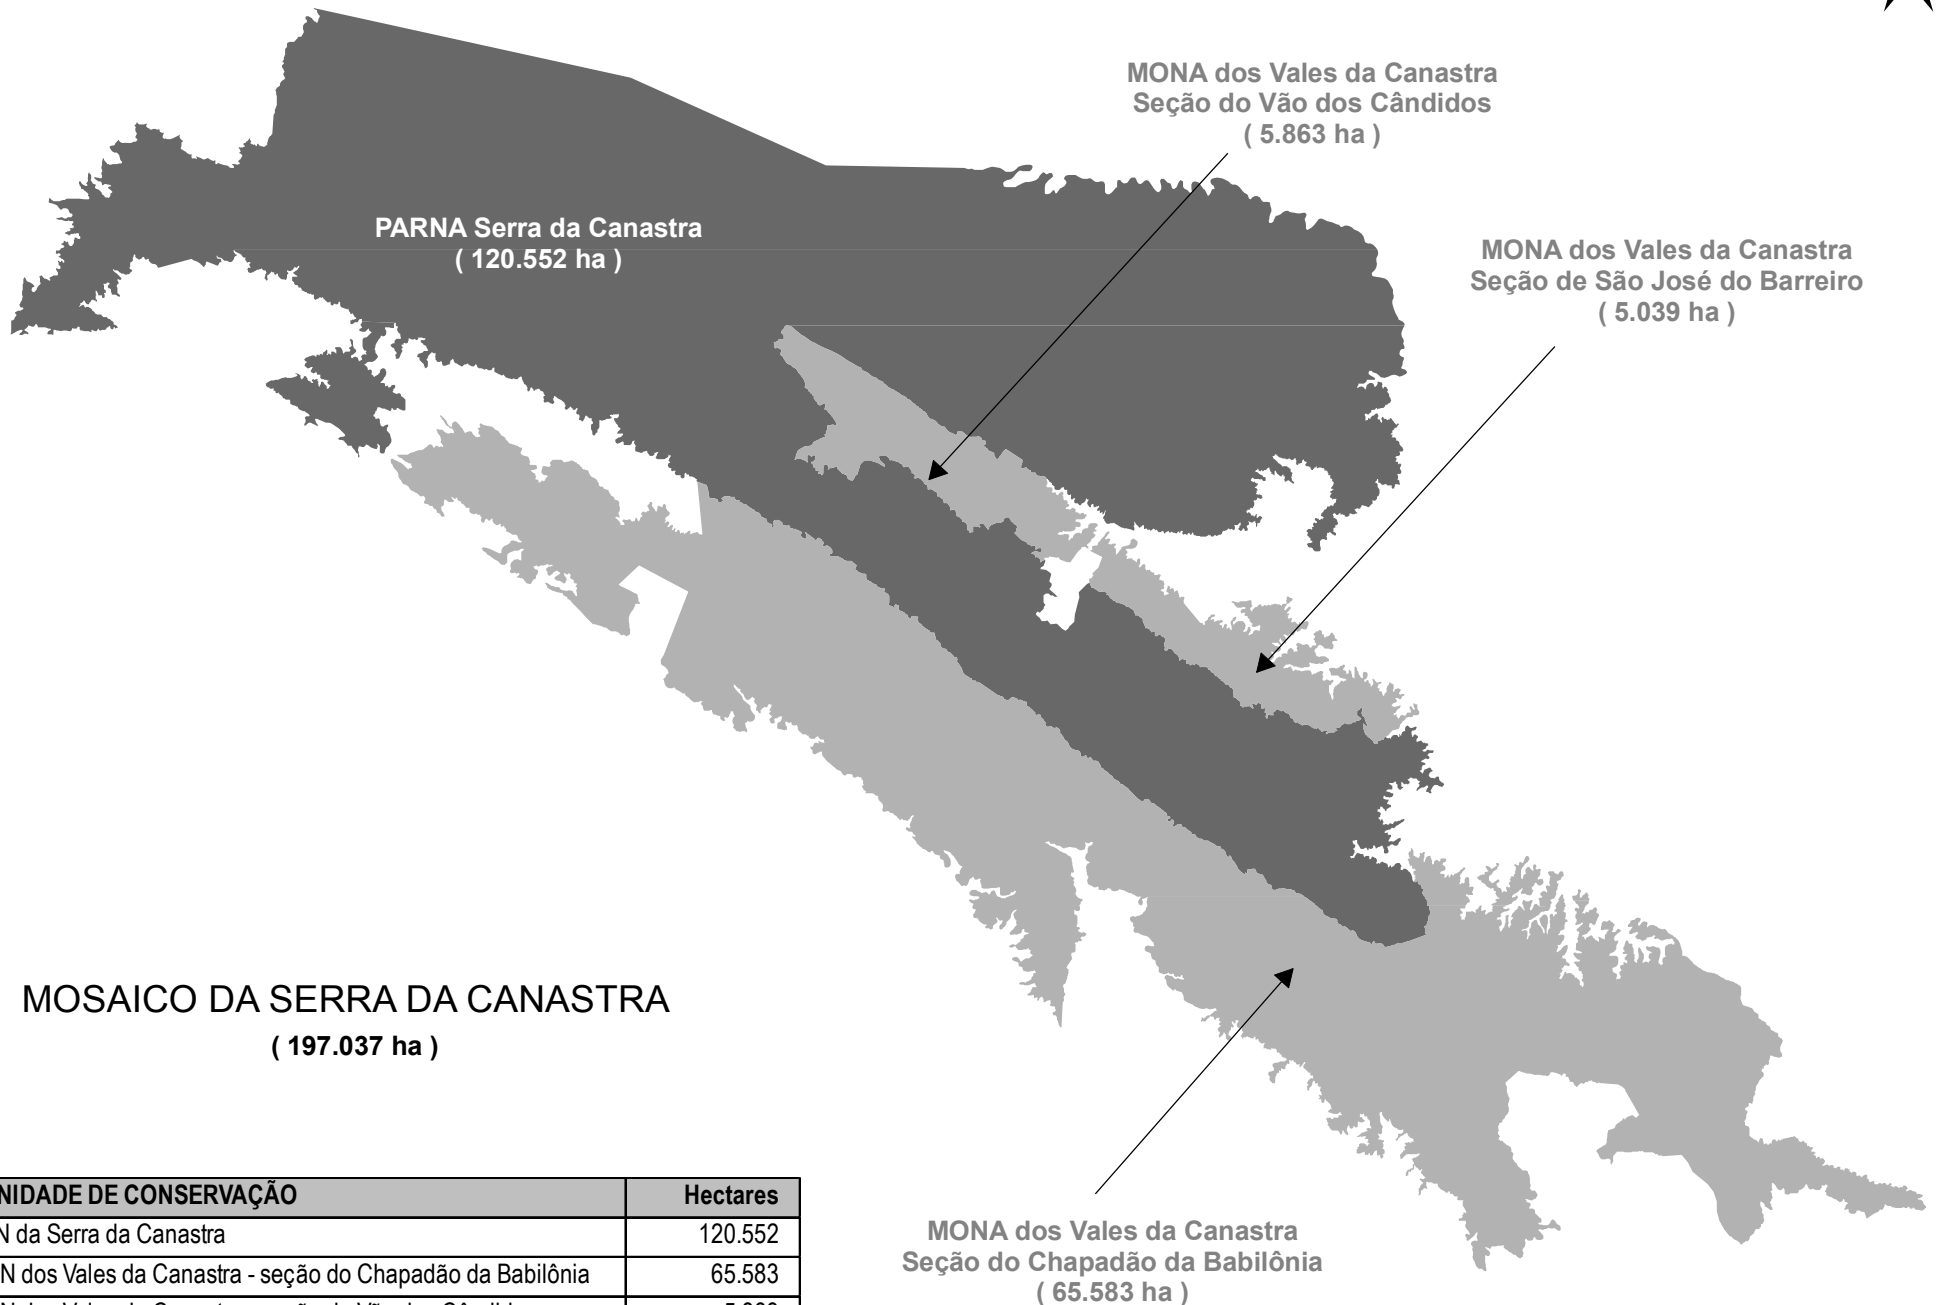 MONA dos Vales da Canastra
Seção do Vão dos Cândidos
( 5.863 ha )
PARNA Serra da Canastra
( 120.552 ha )
MONA dos Vales da Canastra
Seção de São José do Barreiro
( 5.039 ha )
MOSAICO DA SERRA DA CANASTRA
( 197.037 ha )
NIDADE DE CONSERVAÇÃO Hectares
N da Serra da Canastra 120.552
N dos Vales da Canastra - seção do Chapadão da Babilônia 65.583
MONA dos Vales da Canastra
Seção do Chapadão da Babilônia
( 65.583 ha )